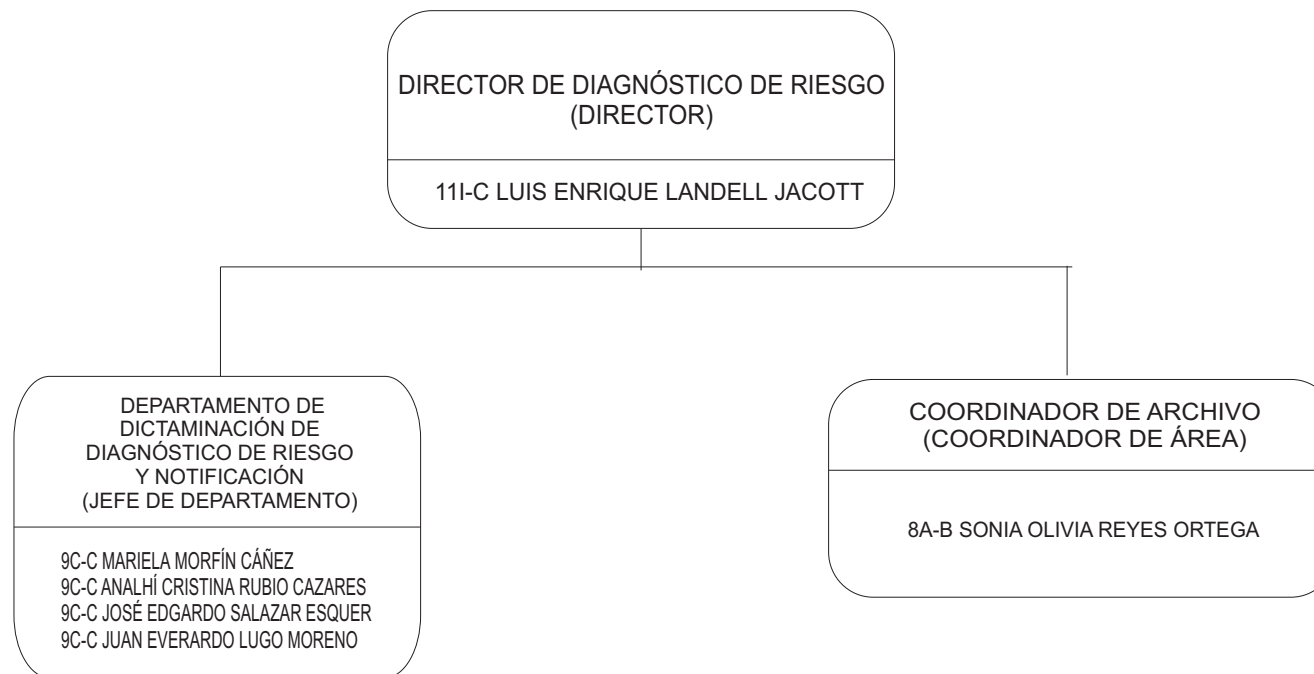 DIRECTOR DE DIAGNÓSTICO DE RIESGO
(DIRECTOR)
11I-C LUIS ENRIQUE LANDELL JACOTT
DEPARTAMENTO DE
DICTAMINACIÓN DE
DIAGNÓSTICO DE RIESGO
Y NOTIFICACIÓN
(JEFE DE DEPARTAMENTO)
9C-C MARIELA MORFÍN CÁÑEZ
9C-C ANALHÍ CRISTINA RUBIO CAZARES
9C-C JOSÉ EDGARDO SALAZAR ESQUER
9C-C JUAN EVERARDO LUGO MORENO
COORDINADOR DE ARCHIVO
(COORDINADOR DE ÁREA)
8A-B SONIA OLIVIA REYES ORTEGA